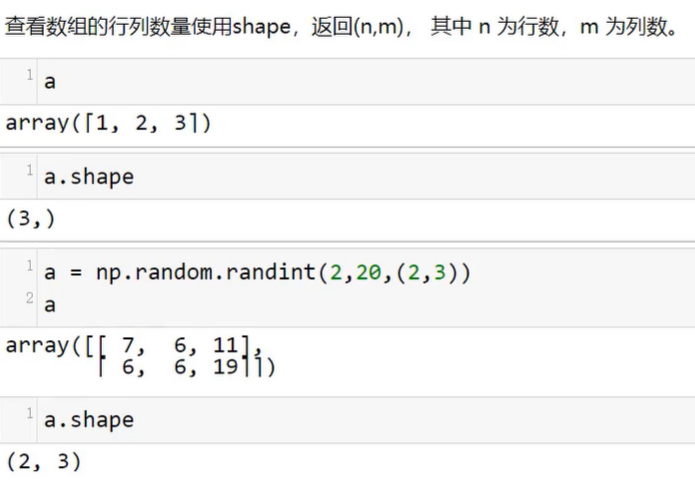 查看数组的行列数量使用shape，返回(n,m)， 其中 n 为行数，m 为列数。
1 a
array([1, 2, 3])
1 a.shape
(3,)
1 a = np.random.randint(2,20,(2,3))
2 a
array([[ 7,  6, 11],
[ 6,  6, 19]])
1 a.shape
(2, 3)